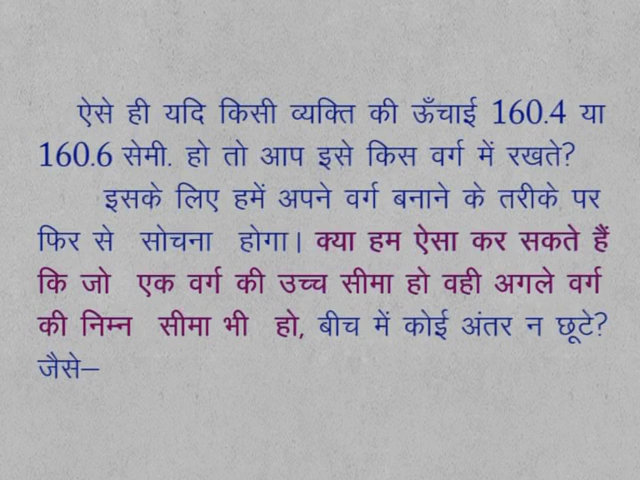 ऐसे ही यदि किसी व्यक्ति की ऊँचाई 160.4 या
160.6 सेमी. हो तो आप इसे किस वर्ग में रखते?
इसके लिए हमें अपने वर्ग बनाने के तरीके पर
फिर से सोचना होगा। क्या हम ऐसा कर सकते हैं
कि जो एक वर्ग की उच्च सीमा हो वही अगले वर्ग
की निम्न सीमा भी हो, बीच में कोई अंतर न छूटे?
जैसे–